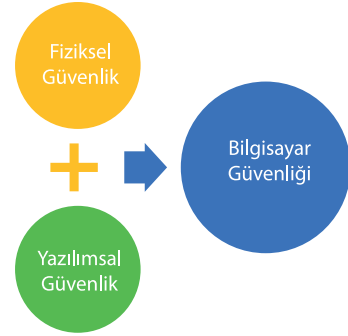 Fiziksel
Güvenlik
+
Yazılımsal
Güvenlik
Bilgisayar
Güvenliği